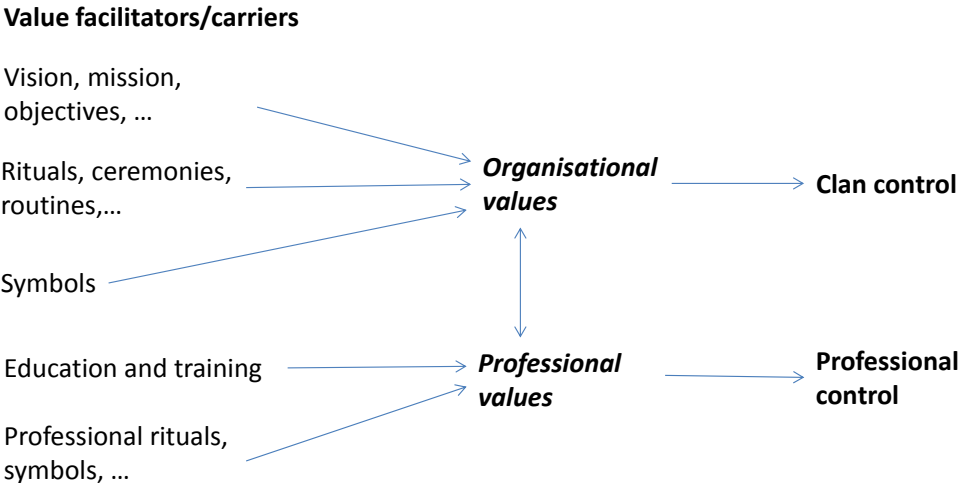 Value facilitators/carriers
Vision, mission,
objectives, ...
Rituals, ceremonies,
routines,...
Symbols
Education and training
Professional rituals,
symbols, ...
Organisational
values
Professional
values
Clan control
Professional
control